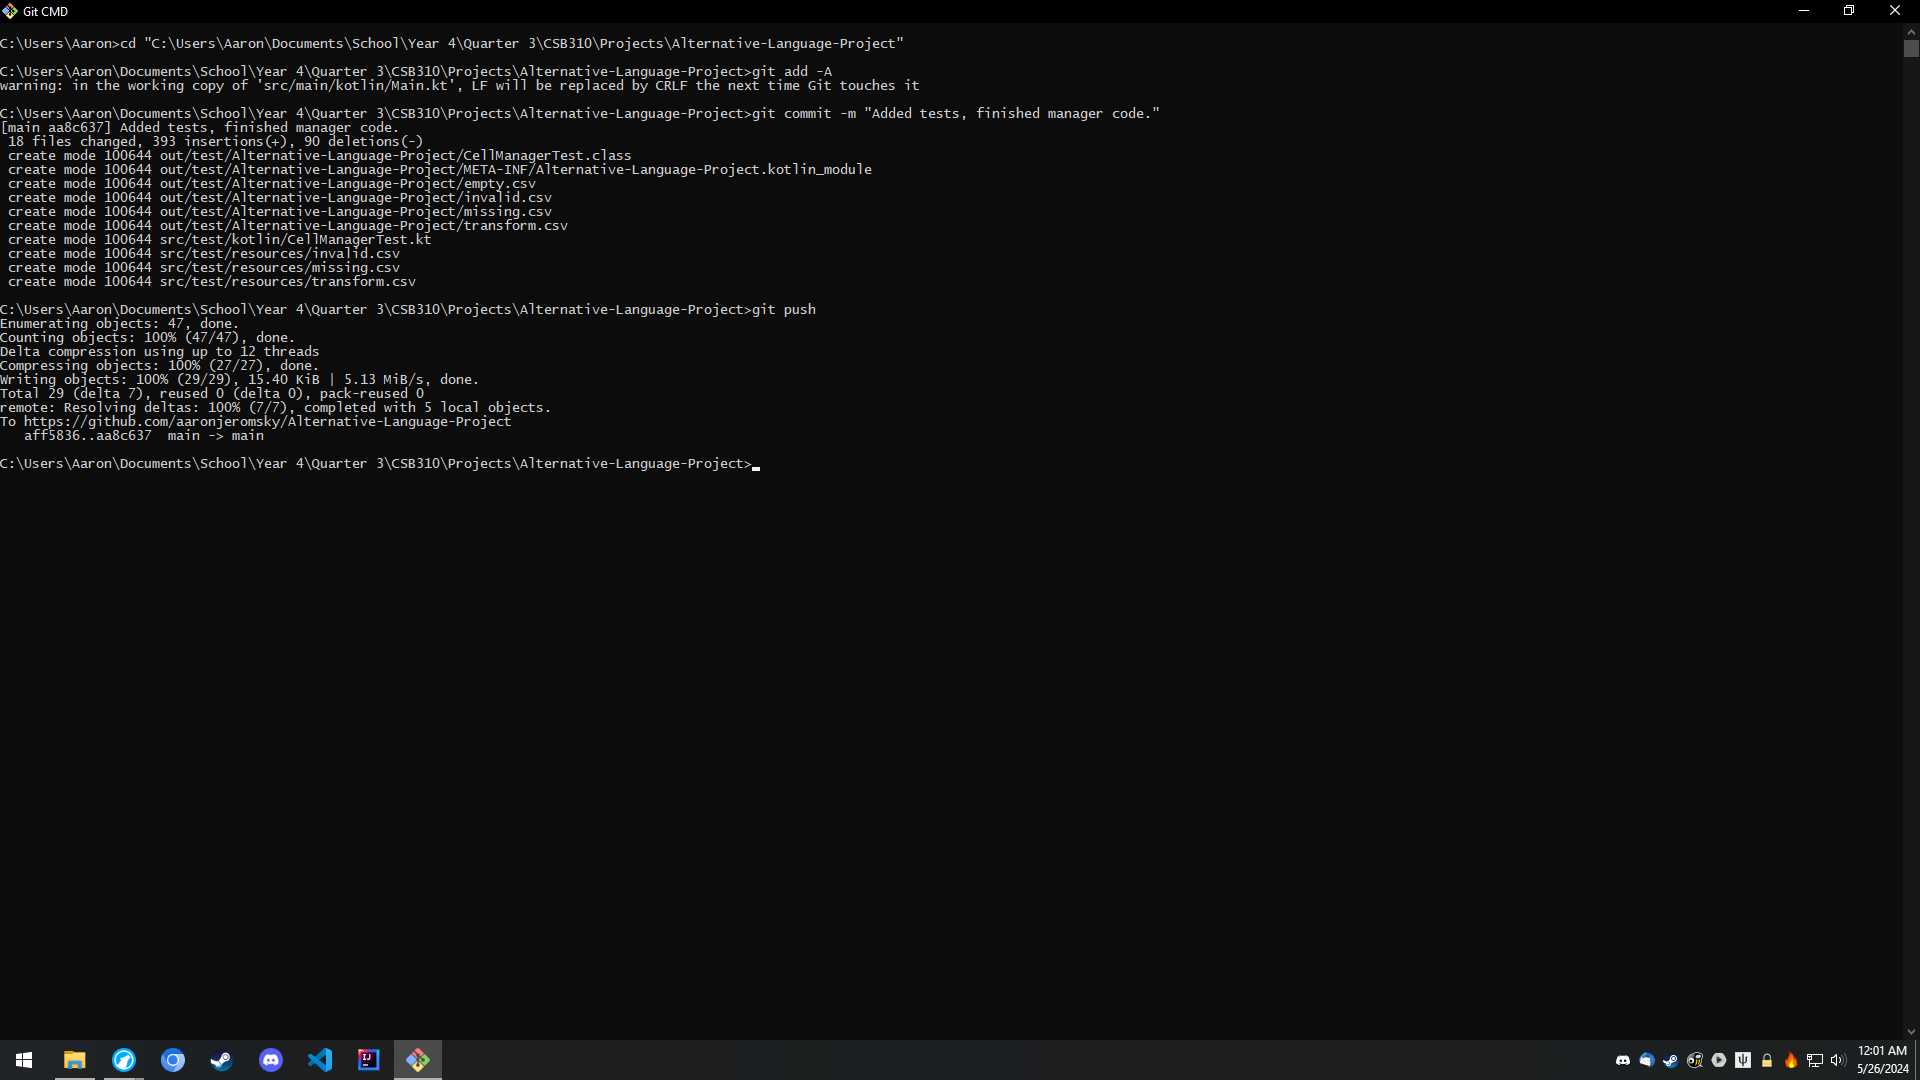 Git CMD
C:\Users\Aaron>cd "C:\Users\Aaron\Documents\School\Year 4\Quarter 3\CSB310\Projects\Alternative-Language-Project"
C:\Users\Aaron\Documents\School\Year 4\Quarter 3\CSB310\Projects\Alternative-Language-Project>git add -A
warning: in the working copy of 'src/main/kotlin/Main.kt', LF will be replaced by CRLF the next time Git touches it
C:\Users\Aaron\Documents\School\Year 4\Quarter 3\CSB310\Projects\Alternative-Language-Project>git commit -m "Added tests, finished manager code."
[main aa8c637] Added tests, finished manager code.
 18 files changed, 393 insertions(+), 90 deletions(-)
 create mode 100644 out/test/Alternative-Language-Project/CellManagerTest.class
 create mode 100644 out/test/Alternative-Language-Project/META-INF/Alternative-Language-Project.kotlin_module
 create mode 100644 out/test/Alternative-Language-Project/empty.csv
 create mode 100644 out/test/Alternative-Language-Project/invalid.csv
 create mode 100644 out/test/Alternative-Language-Project/missing.csv
 create mode 100644 out/test/Alternative-Language-Project/transform.csv
 create mode 100644 src/test/kotlin/CellManagerTest.kt
 create mode 100644 src/test/resources/invalid.csv
 create mode 100644 src/test/resources/missing.csv
 create mode 100644 src/test/resources/transform.csv
C:\Users\Aaron\Documents\School\Year 4\Quarter 3\CSB310\Projects\Alternative-Language-Project>git push
Enumerating objects: 47, done.
Counting objects: 100% (47/47), done.
Delta compression using up to 12 threads
Compressing objects: 100% (27/27), done.
Writing objects: 100% (29/29), 15.40 KiB | 5.13 MiB/s, done.
Total 29 (delta 7), reused 0 (delta 0), pack-reused 0
remote: Resolving deltas: 100% (7/7), completed with 5 local objects.
To https://github.com/aaronjeromsky/Alternative-Language-Project
   aff5836..aa8c637  main -> main
C:\Users\Aaron\Documents\School\Year 4\Quarter 3\CSB310\Projects\Alternative-Language-Project>
IJ
12:01 AM
5/26/2024